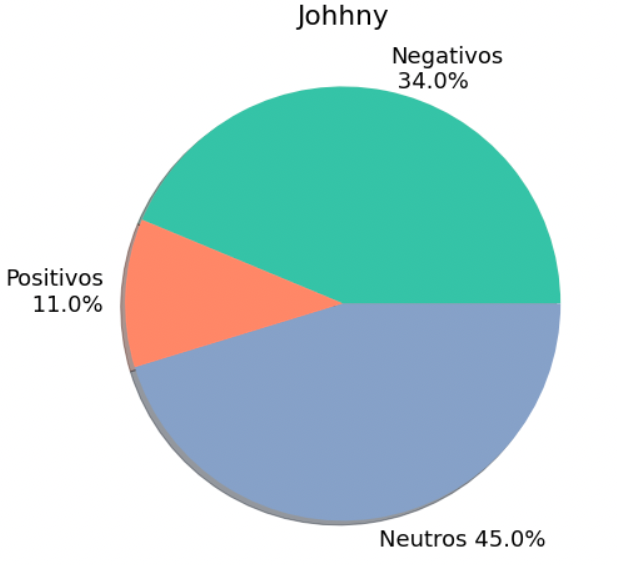 Johhny
Negativos
34.0%
Positivos
11.0%
Neutros 45.0%